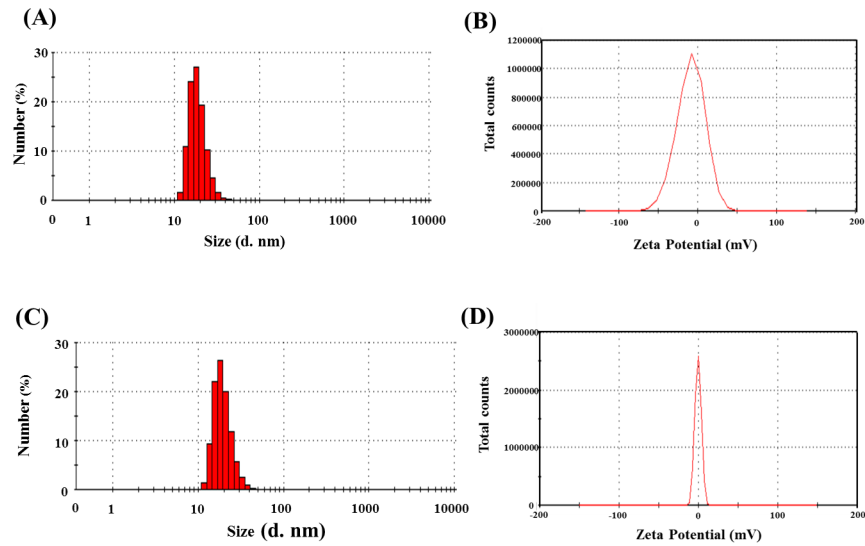 (A)
30
20
10
0
Number (%)
0 1 10 100 1000 10000
Size (d. nm)
(B)
1200000
1000000
800000
600000
400000
200000
0
Total counts
-200 -100 0 100 200
Zeta Potential (mV)
(C)
30
20
10
0
Number (%)
0 1 10 100 1000 10000
Size (d. nm)
(D)
3000000
2000000
1000000
0
Total counts
-200 -100 0 100 200
Zeta Potential (mV)